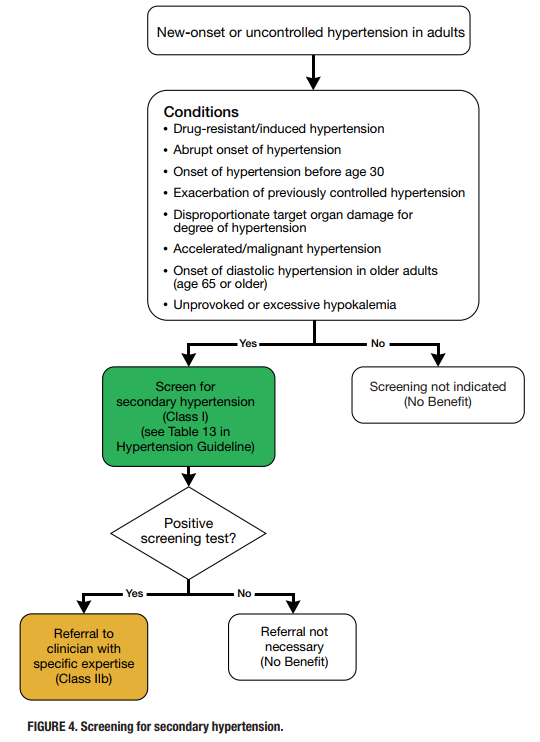 New-onset or uncontrolled hypertension in adults
Conditions
• Drug-resistant/induced hypertension
• Abrupt onset of hypertension
• Onset of hypertension before age 30
• Exacerbation of previously controlled hypertension
• Disproportionate target organ damage for
degree of hypertension
• Accelerated/malignant hypertension
• Onset of diastolic hypertension in older adults
(age 65 or older)
• Unprovoked or excessive hypokalemia
Yes
No
Screen for
secondary hypertension
(Class I)
(see Table 13 in
Hypertension Guideline)
Screening not indicated
(No Benefit)
Positive
screening test?
Yes
No
Referral to
clinician with
specific expertise
(Class IIb)
Referral not
necessary
(No Benefit)
FIGURE 4. Screening for secondary hypertension.